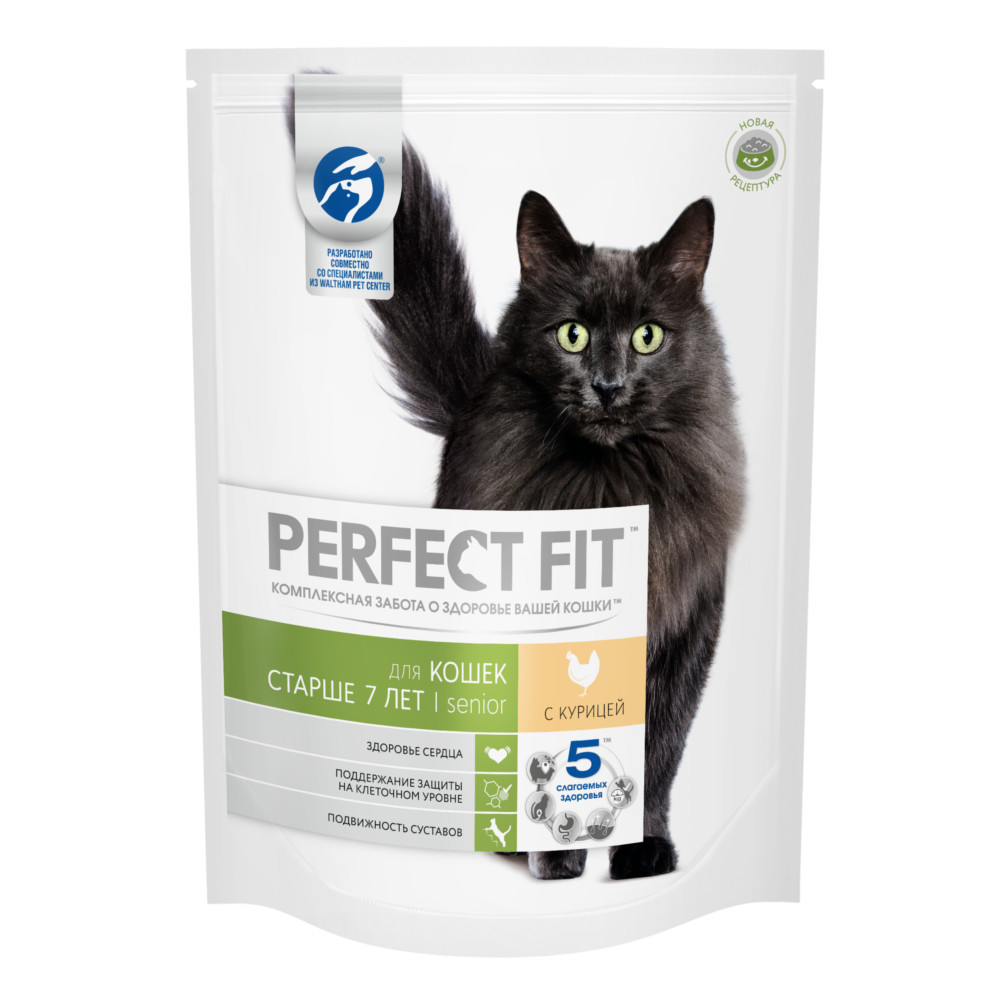 НОВАЯ
РЕЦЕПТУРА
®
РАЗРАБОТАНО
СОВМЕСТНО
СО СПЕЦИАЛИСТАМИ
ИЗ WALTHAM PET CENTER
PERFECT FIT™
КОМПЛЕКСНАЯ ЗАБОТА О ЗДОРОВЬЕ ВАШЕЙ КОШКИ™
для КОШЕК
СТАРШЕ 7 ЛЕТ | senior
С КУРИЦЕЙ
ЗДОРОВЬЕ СЕРДЦА
ПОДДЕРЖАНИЕ ЗАЩИТЫ
НА КЛЕТОЧНОМ УРОВНЕ
ПОДВИЖНОСТЬ СУСТАВОВ
5™
слагаемых
здоровья
KG